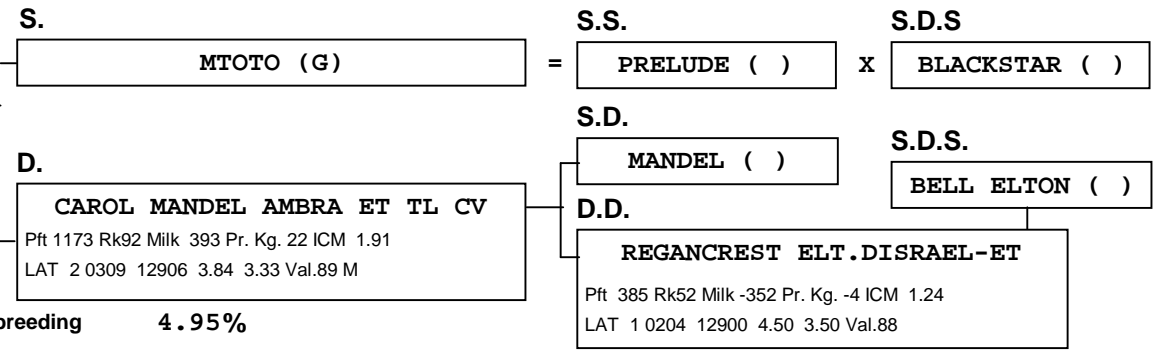 S.
S.S.
S.D.S
MTOTO (G)
=
PRELUDE ( )
X
BLACKSTAR ( )
S.D.
S.D.S.
D.
MANDEL ( )
BELL ELTON ( )
CAROL MANDEL AMBRA ET TL CV
D.D.
Pft 1173 Rk92 Milk 393 Pr. Kg. 22 ICM 1.91
REGANCREST ELT.DISRAEL-ET
LAT 2 0309 12906 3.84 3.33 Val.89 M
Pft 385 Rk52 Milk -352 Pr. Kg. -4 ICM 1.24
breeding 4.95%
LAT 1 0204 12900 4.50 3.50 Val.88